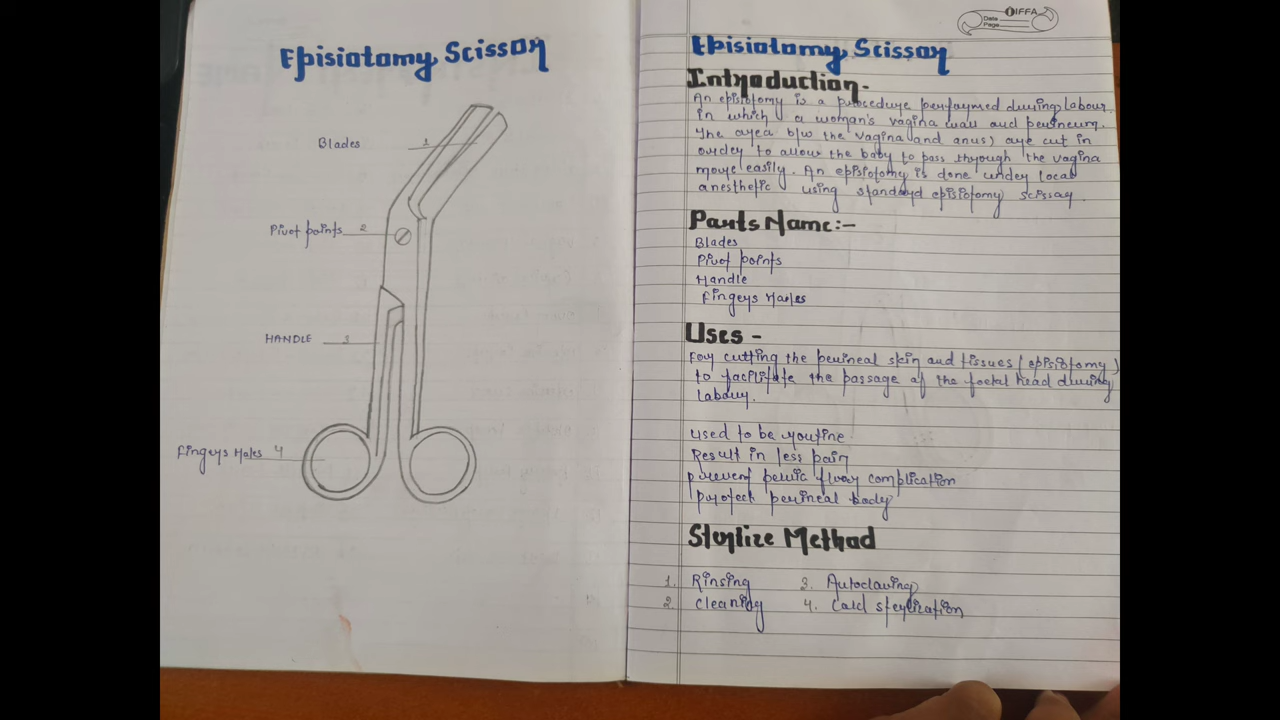 Episiotomy Scissor
Blades 1
Pivot points 2
HANDLE 3
Fingers Holes 4
IFFA
Date
Page
Episiotomy Scissor
Introduction -
An episiotomy is a procedure performed during labour
in which a woman's vagina wall and perineum.
The area b/w the vagina and anus) are cut in
order to allow the baby to pass through the vagina
more easily. An episiotomy is done under local
anesthetic using standard episiotomy scissor.
Parts Name :-
Blades
Pivot points
Handle
Fingers Holes
Uses -
For cutting the perineal skin and tissues (episiotomy)
to facilitate the passage of the foetal head during
labour.
used to be routine
Result in less pain
prevent pelvic floor complication
protect perineal body
Sterlize Method
1. Rinsing 3. Autoclaving
2. cleaning 4. Cold sterlization